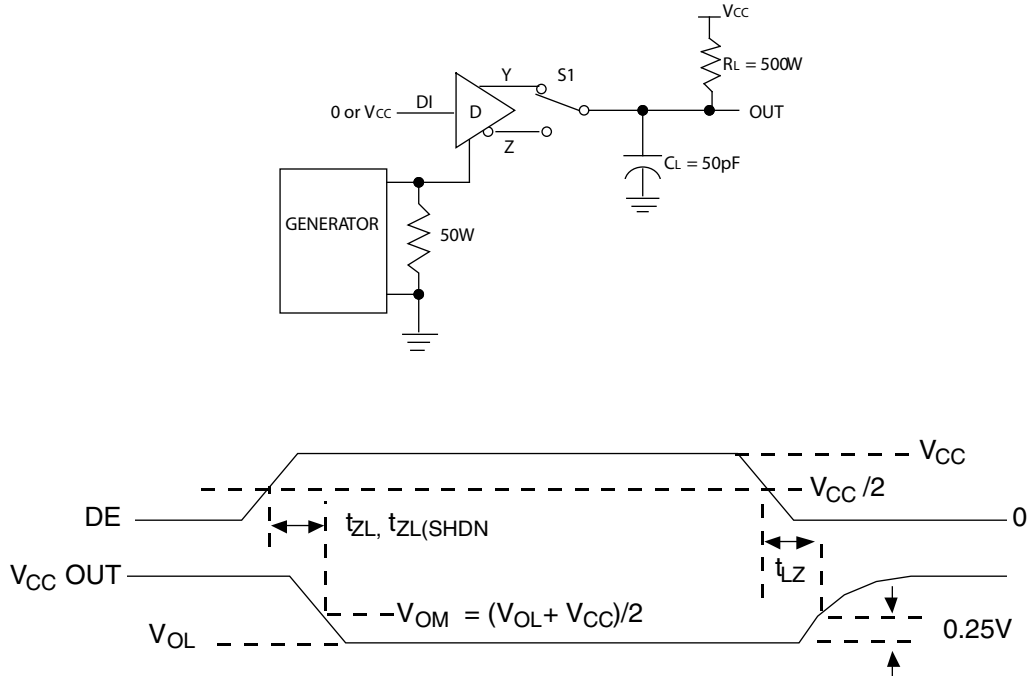 VCC
RL = 500W
Y
S1
0 or VCC
DI
D
OUT
Z
CL = 50pF
GENERATOR
50W
VCC
VCC /2
DE
tZL, tZL(SHDN
0
tLZ
VCC OUT
VOM = (VOL+ VCC)/2
VOL
0.25V